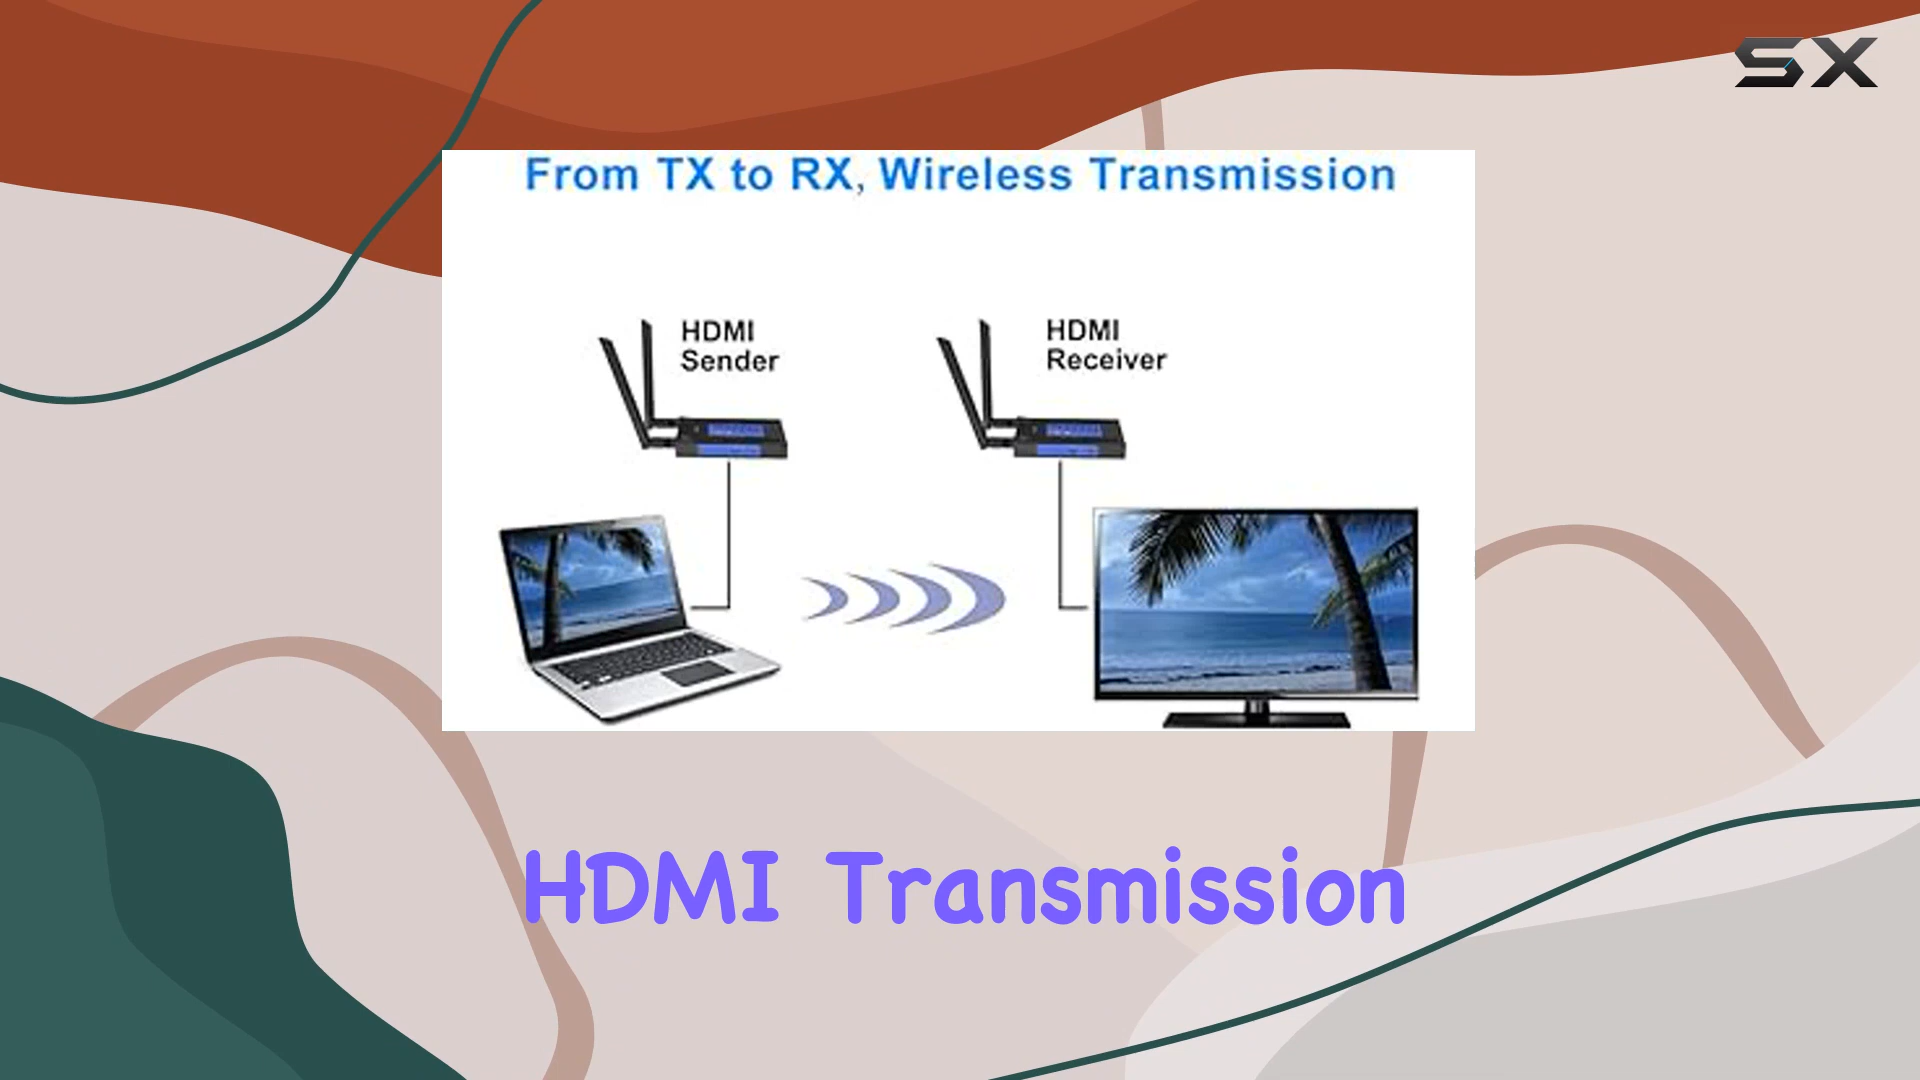 SX
From TX to RX, Wireless Transmission
HDMI
Sender
HDMI
Receiver
HDMI Transmission